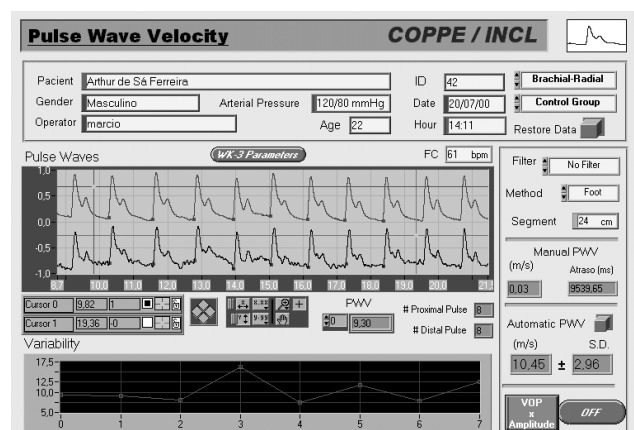 Pulse Wave Velocity COPPE / INCL
Pacient Arthur de Sá Ferreira ID 42 Brachial-Radial
Gender Masculino Arterial Pressure 120/80 mmHg Date 20/07/00 Control Group
Operator marcio Age 22 Hour 14:11 Restore Data
Pulse Waves WK-3 Parameters FC 61 bpm
Filter No Filter
Method Foot
Segment 24 cm
1,0
0,5
0,0
-0,5
-1,0
8,7 10,0 11,0 12,0 13,0 14,0 15,0 16,0 17,0 18,0 19,0 20,0 21,
Manual PWV
(m/s) Atraso (ms)
0,03 9539,65
Cursor 0 9,82 1
Cursor 1 19,36 -0
x.xx
y.yy
PWV
0 9,30
# Proximal Pulse 8
# Distal Pulse 8
Automatic PWV
(m/s) S.D.
10,45 ± 2,96
Variability
17,5
12,5
10,0
5,0
0 1 2 3 4 5 6 7
VOP
x
Amplitude
OFF